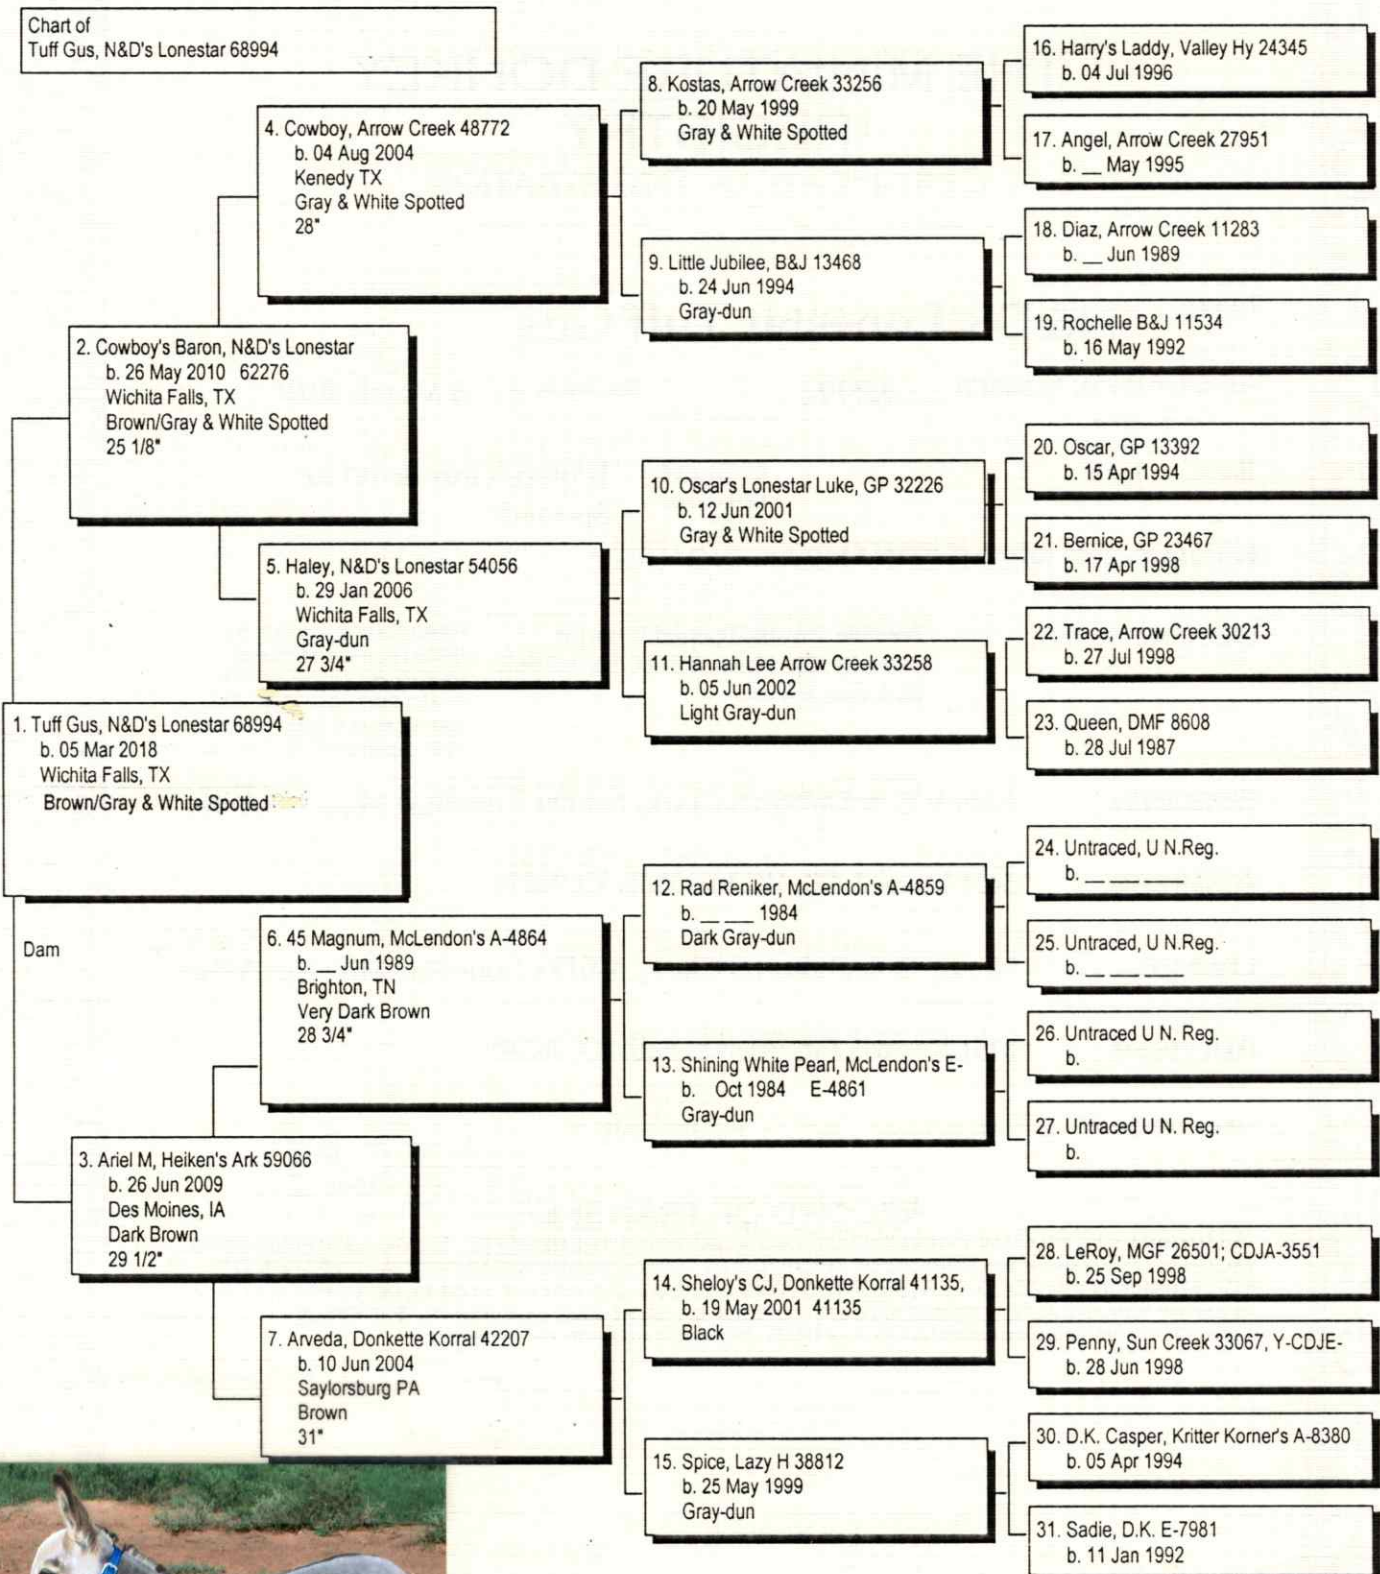 Chart of
Tuff Gus, N&D's Lonestar 68994
1. Tuff Gus, N&D's Lonestar 68994
b. 05 Mar 2018
Wichita Falls, TX
Brown/Gray & White Spotted
Dam
2. Cowboy's Baron, N&D's Lonestar
b. 26 May 2010 62276
Wichita Falls, TX
Brown/Gray & White Spotted
25 1/8"
3. Ariel M, Heiken's Ark 59066
b. 26 Jun 2009
Des Moines, IA
Dark Brown
29 1/2"
4. Cowboy, Arrow Creek 48772
b. 04 Aug 2004
Kenedy TX
Gray & White Spotted
28"
5. Haley, N&D's Lonestar 54056
b. 29 Jan 2006
Wichita Falls, TX
Gray-dun
27 3/4"
6. 45 Magnum, McLendon's A-4864
b. __ Jun 1989
Brighton, TN
Very Dark Brown
28 3/4"
7. Arveda, Donkette Korral 42207
b. 10 Jun 2004
Saylorsburg PA
Brown
31"
8. Kostas, Arrow Creek 33256
b. 20 May 1999
Gray & White Spotted
9. Little Jubilee, B&J 13468
b. 24 Jun 1994
Gray-dun
10. Oscar's Lonestar Luke, GP 32226
b. 12 Jun 2001
Gray & White Spotted
11. Hannah Lee Arrow Creek 33258
b. 05 Jun 2002
Light Gray-dun
12. Rad Reniker, McLendon's A-4859
b. __ ___ 1984
Dark Gray-dun
13. Shining White Pearl, McLendon's E-
b. Oct 1984 E-4861
Gray-dun
14. Sheloy's CJ, Donkette Korral 41135,
b. 19 May 2001 41135
Black
15. Spice, Lazy H 38812
b. 25 May 1999
Gray-dun
16. Harry's Laddy, Valley Hy 24345
b. 04 Jul 1996
17. Angel, Arrow Creek 27951
b. __ May 1995
18. Diaz, Arrow Creek 11283
b. __ Jun 1989
19. Rochelle B&J 11534
b. 16 May 1992
20. Oscar, GP 13392
b. 15 Apr 1994
21. Bernice, GP 23467
b. 17 Apr 1998
22. Trace, Arrow Creek 30213
b. 27 Jul 1998
23. Queen, DMF 8608
b. 28 Jul 1987
24. Untraced, U N.Reg.
b. __ ___ ____
25. Untraced, U N.Reg.
b. __ ___ ____
26. Untraced U N. Reg.
b.
27. Untraced U N. Reg.
b.
28. LeRoy, MGF 26501; CDJA-3551
b. 25 Sep 1998
29. Penny, Sun Creek 33067, Y-CDJE-
b. 28 Jun 1998
30. D.K. Casper, Kritter Korner's A-8380
b. 05 Apr 1994
31. Sadie, D.K. E-7981
b. 11 Jan 1992